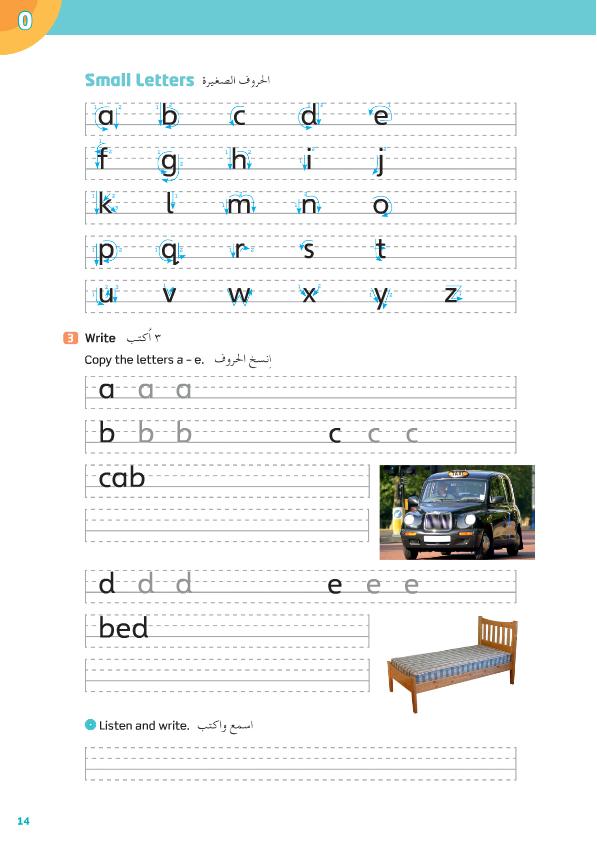 0
Small Letters الحروف الصغيرة
a b c d e
f g h i j
k l m n o
p q r s t
u v w x y z
3 Write ٣ أكتب
Copy the letters a – e. إنسخ الحروف
a a a
b b b c c c
cab
d d d e e e
bed
Listen and write. اسمع واكتب
14